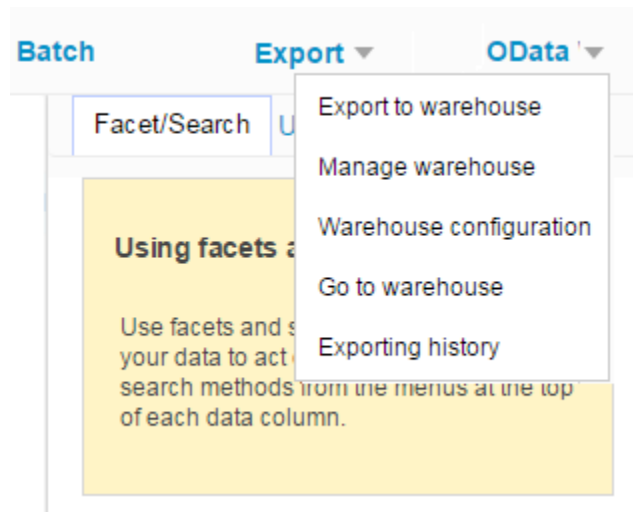 Batch Export OData
Facet/Search U
Export to warehouse
Manage warehouse
Warehouse configuration
Go to warehouse
Exporting history
Using facets a
Use facets and s
your data to act
search methods from the menus at the top
of each data column.